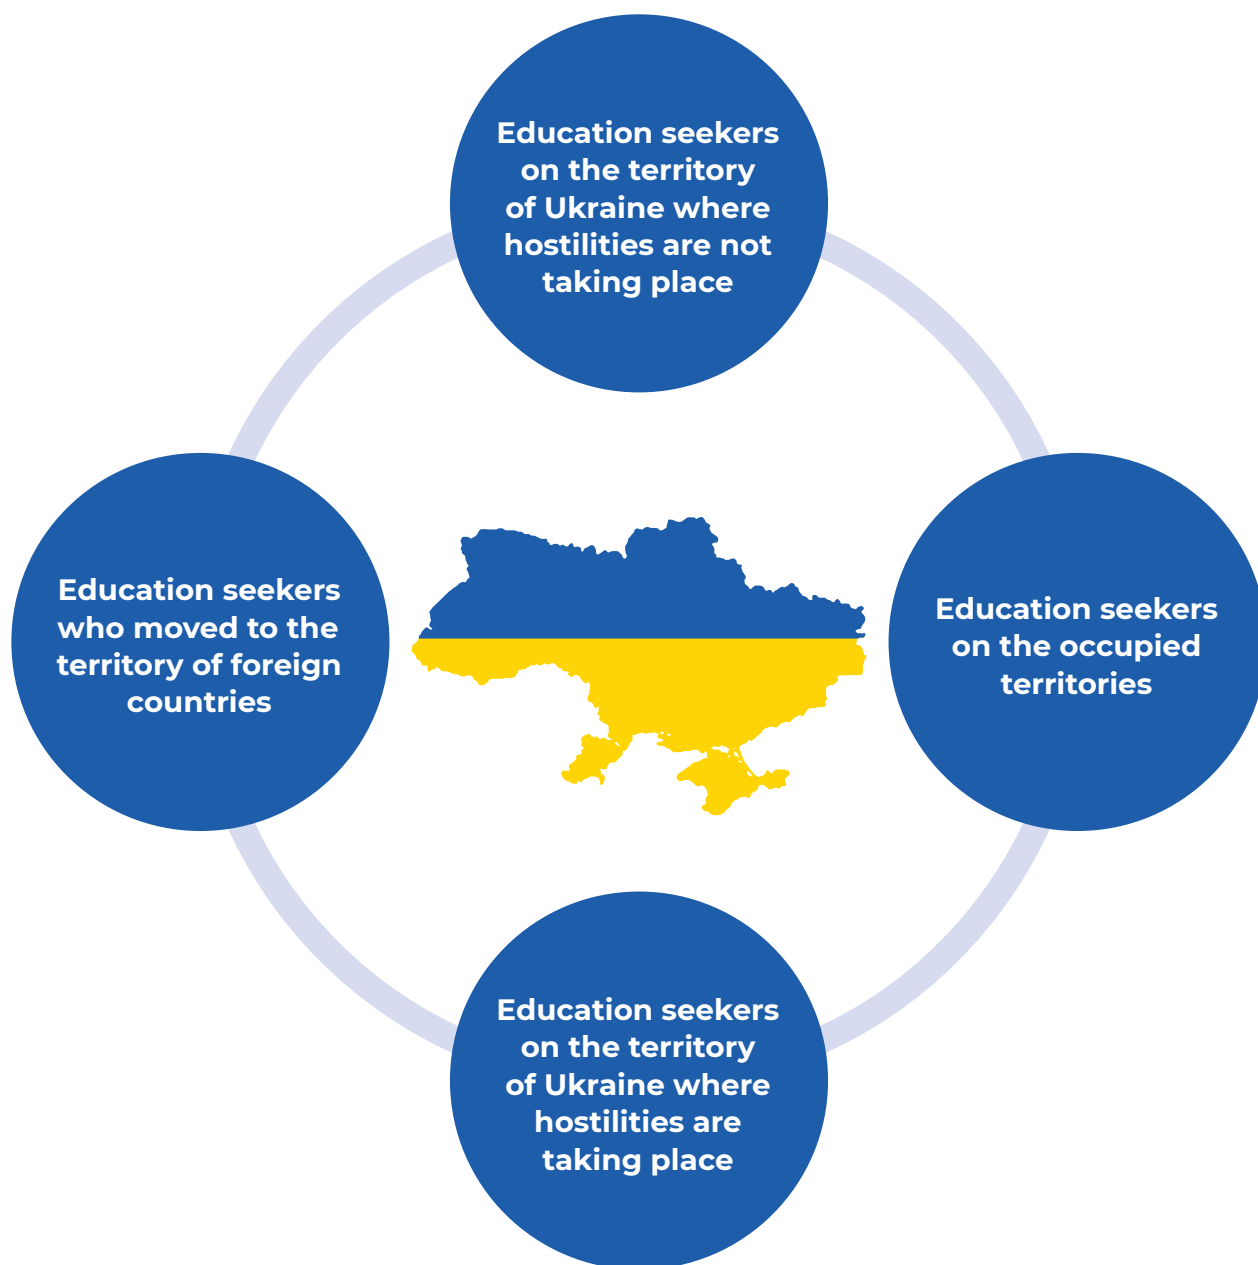 Education seekers
on the territory
of Ukraine where
hostilities are not
taking place
Education seekers
who moved to the
territory of foreign
countries
Education seekers
on the occupied
territories
Education seekers
on the territory
of Ukraine where
hostilities are
taking place